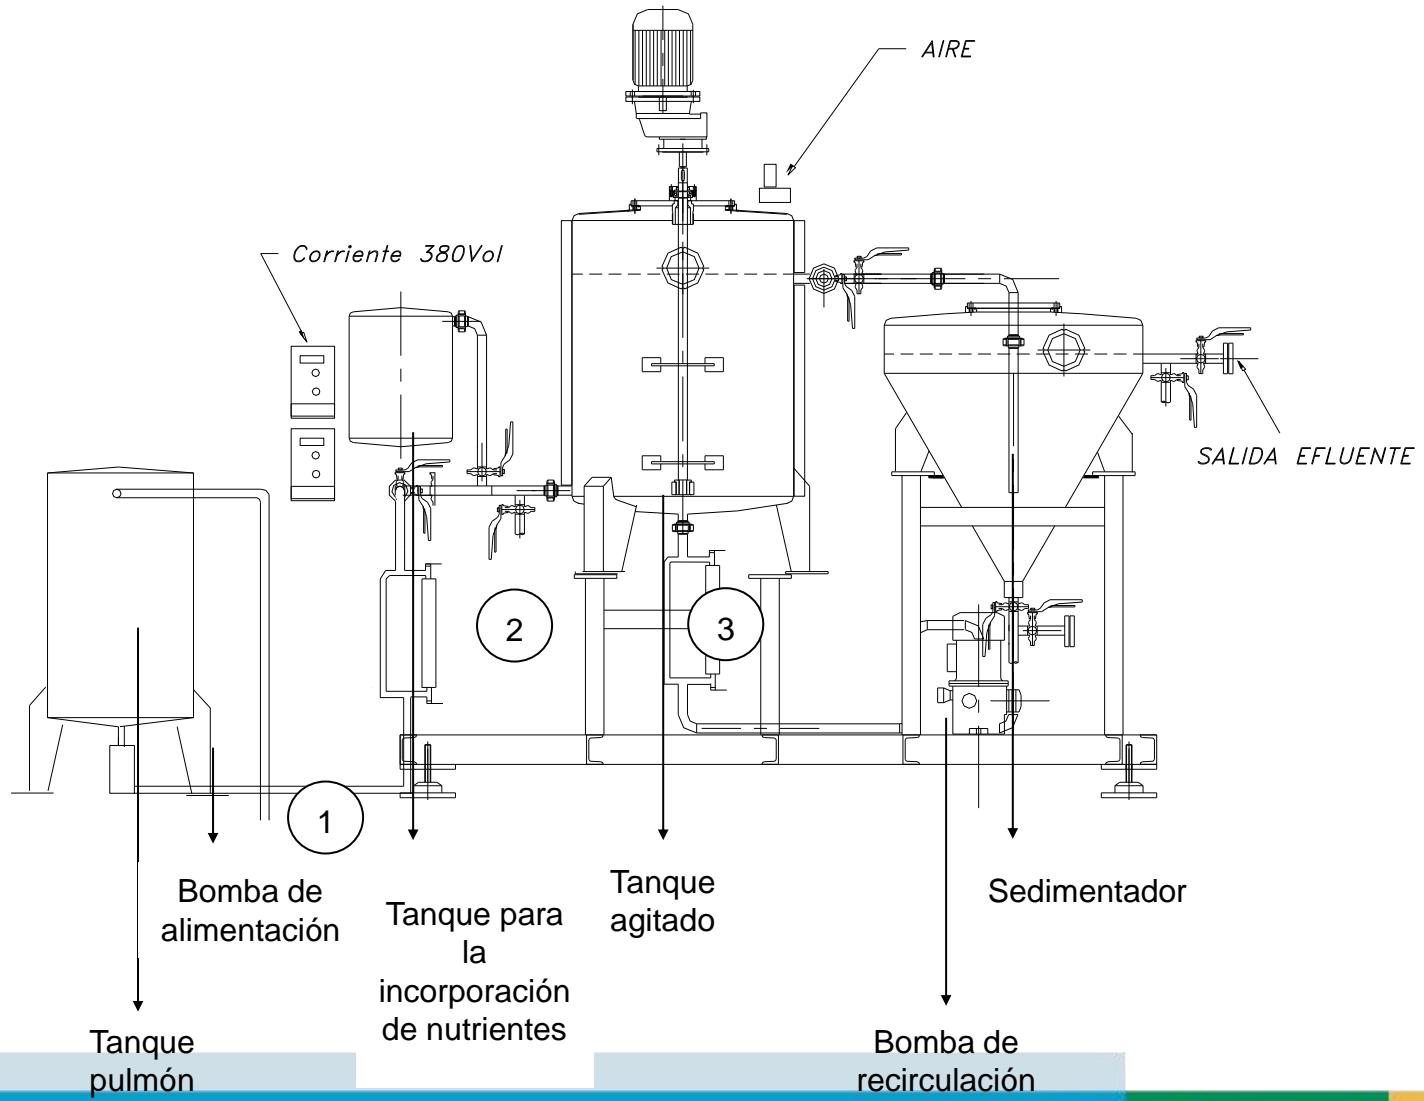 AIRE
Corriente 380Vol
SALIDA EFLUENTE
2
3
1
Bomba de
alimentación
Tanque para
la
incorporación
de nutrientes
Tanque
agitado
Sedimentador
Tanque
pulmón
Bomba de
recirculación